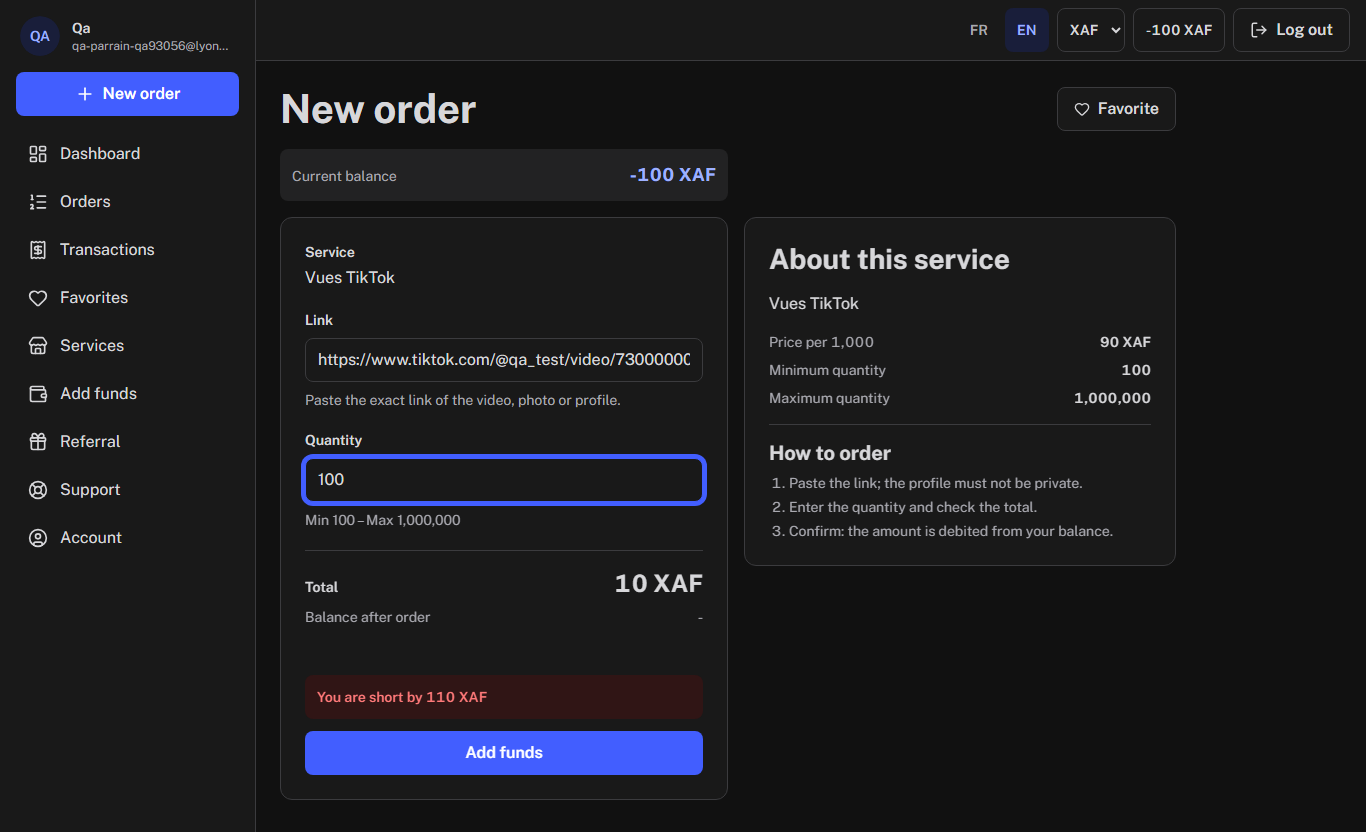 QA
Qa
qa-parrain-qa93056@lyon...
New order
Dashboard
Orders
Transactions
Favorites
Services
Add funds
Referral
Support
Account
FR
EN
XAF
-100 XAF
Log out
New order
Favorite
Current balance
-100 XAF
Service
Vues TikTok
Link
https://www.tiktok.com/@qa_test/video/73000000
Paste the exact link of the video, photo or profile.
Quantity
100
Min 100 – Max 1,000,000
Total
10 XAF
Balance after order
-
You are short by 110 XAF
Add funds
About this service
Vues TikTok
Price per 1,000
90 XAF
Minimum quantity
100
Maximum quantity
1,000,000
How to order
1. Paste the link; the profile must not be private.
2. Enter the quantity and check the total.
3. Confirm: the amount is debited from your balance.